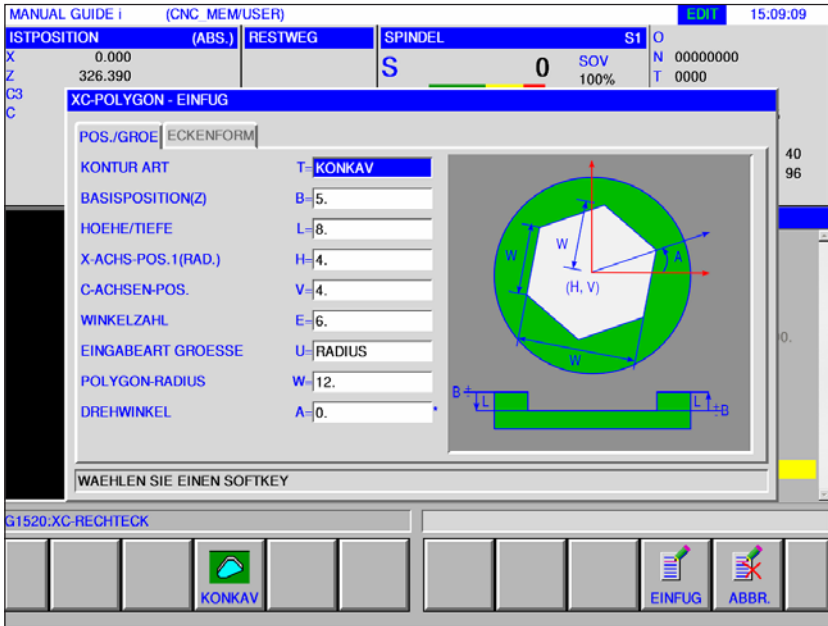 MANUAL GUIDE i (CNC_MEM/USER) EDIT 15:09:09
ISTPOSITION (ABS.) RESTWEG SPINDEL S1 O
X 0.000 S 0 SOV N 00000000
Z 326.390 100% T 0000
C3
C
XC-POLYGON - EINFUG
POS./GROE ECKENFORM
KONTUR ART T= KONKAV
BASISPOSITION(Z) B= 5.
HOEHE/TIEFE L= 8.
X-ACHS-POS.1(RAD.) H= 4.
C-ACHSEN-POS. V= 4.
WINKELZAHL E= 6.
EINGABEART GROESSE U= RADIUS
POLYGON-RADIUS W= 12.
DREHWINKEL A= 0. *
W
W
A
(H, V)
W
B L L B
40
96
0.
WAEHLEN SIE EINEN SOFTKEY
G1520:XC-RECHTECK
KONKAV EINFUG ABBR.